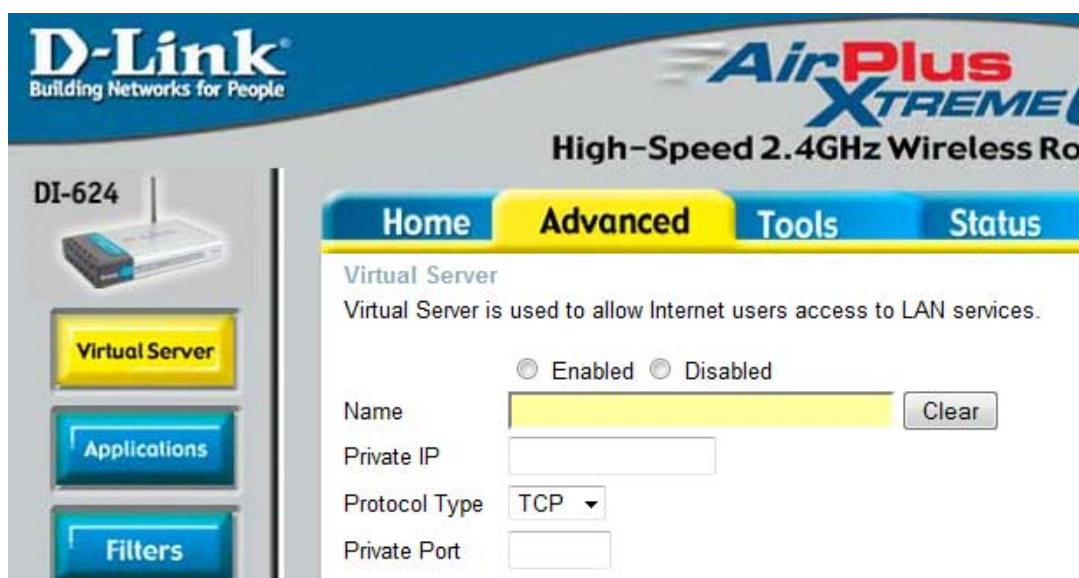 D-Link
Building Networks for People
AirPlus
XTREME
High-Speed 2.4GHz Wireless Ro
DI-624
Home Advanced Tools Status
Virtual Server
Virtual Server is used to allow Internet users access to LAN services.
Enabled Disabled
Name Clear
Private IP
Protocol Type TCP
Private Port
Virtual Server
Applications
Filters